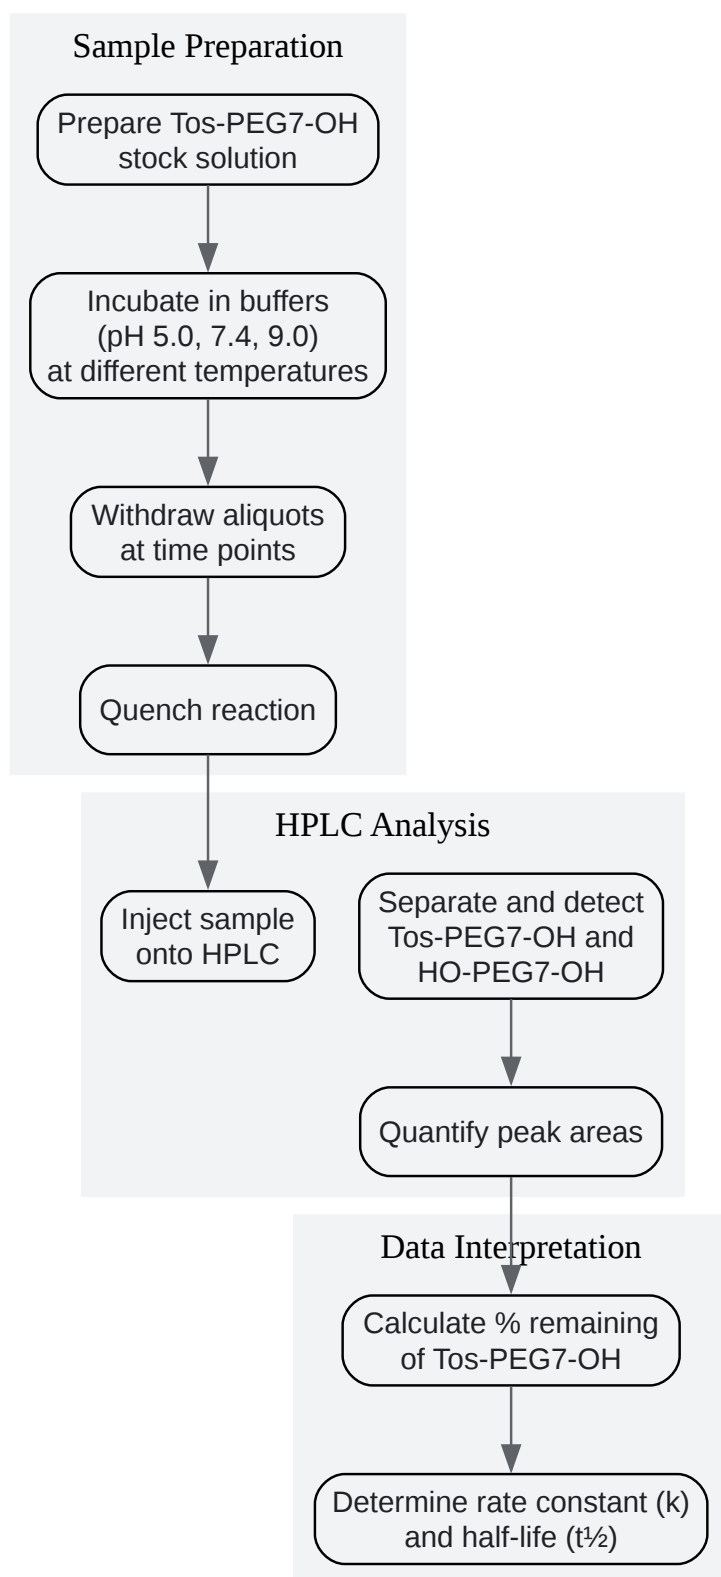 Sample Preparation
Prepare Tos-PEG7-OH
stock solution
Incubate in buffers
(pH 5.0, 7.4, 9.0)
at different temperatures
Withdraw aliquots
at time points
Quench reaction
HPLC Analysis
Inject sample
onto HPLC
Separate and detect
Tos-PEG7-OH and
HO-PEG7-OH
Quantify peak areas
Data Interpretation
Calculate % remaining
of Tos-PEG7-OH
Determine rate constant (k)
and half-life (t½)